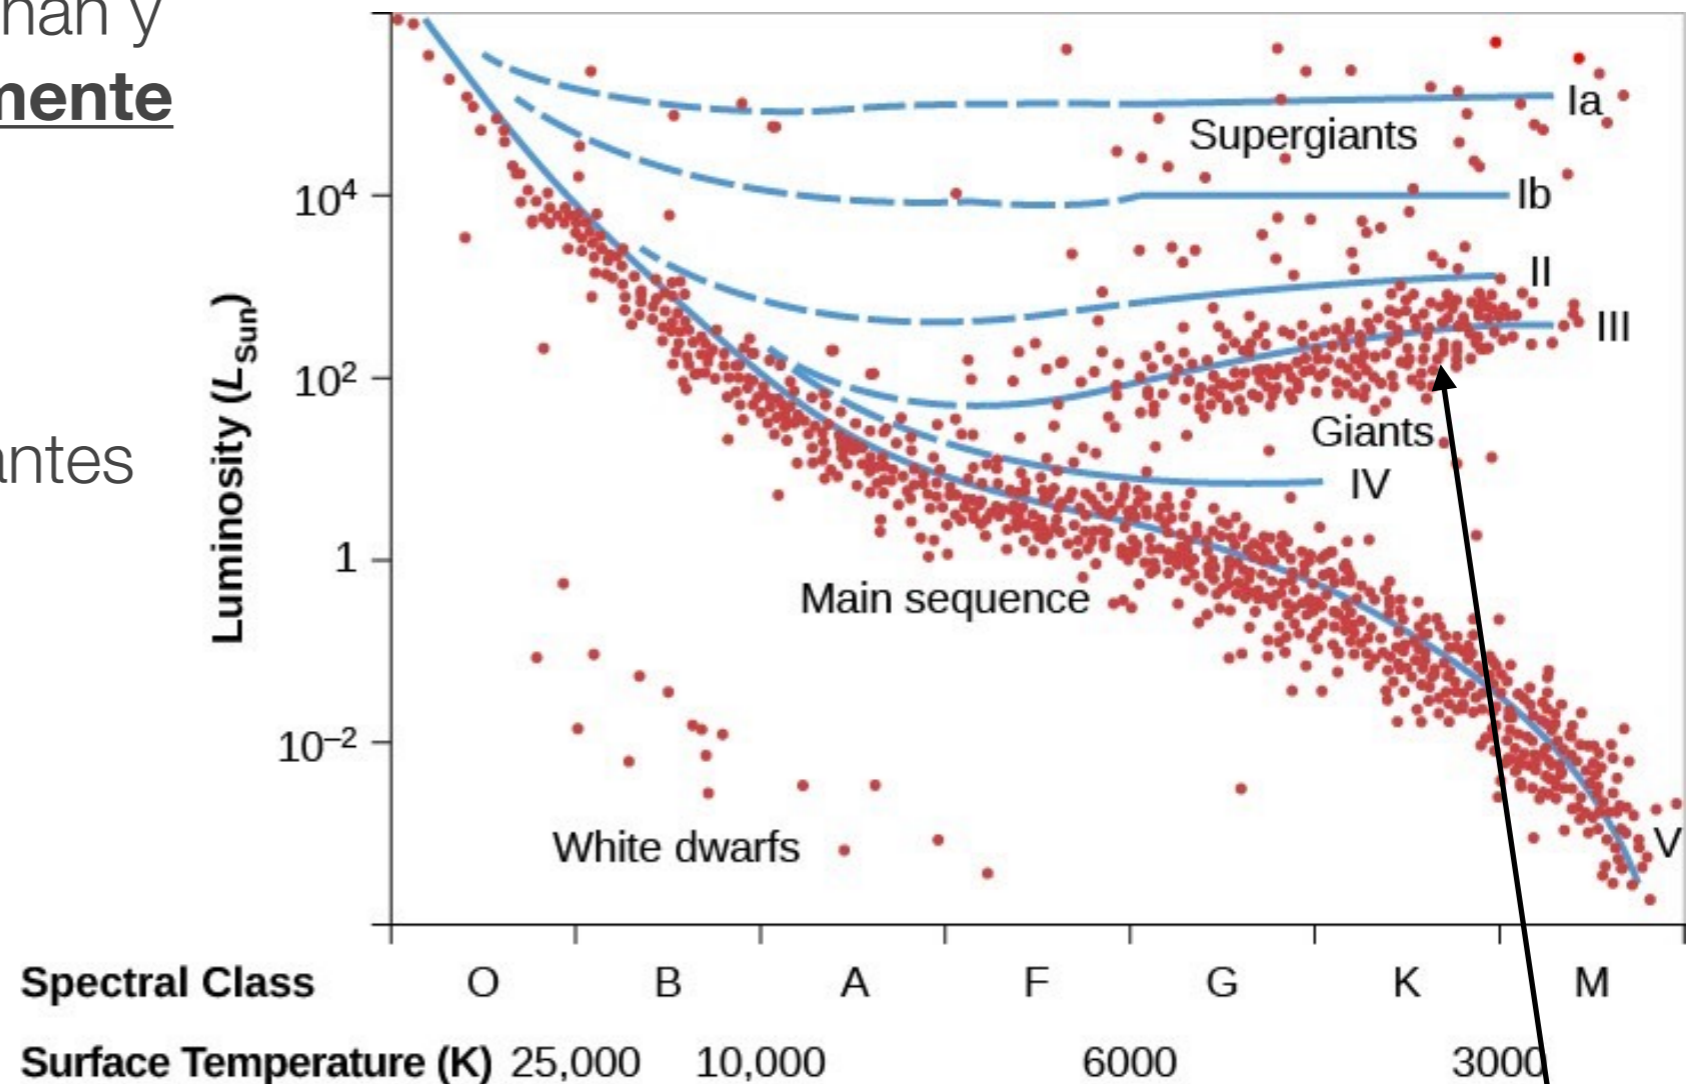 nan y
mente
antes
Luminosity (L_Sun)
10⁴
10²
1
10⁻²
Ia
Supergiants
Ib
II
III
Giants
IV
Main sequence
White dwarfs
V
Spectral Class O B A F G K M
Surface Temperature (K) 25,000 10,000 6000 3000